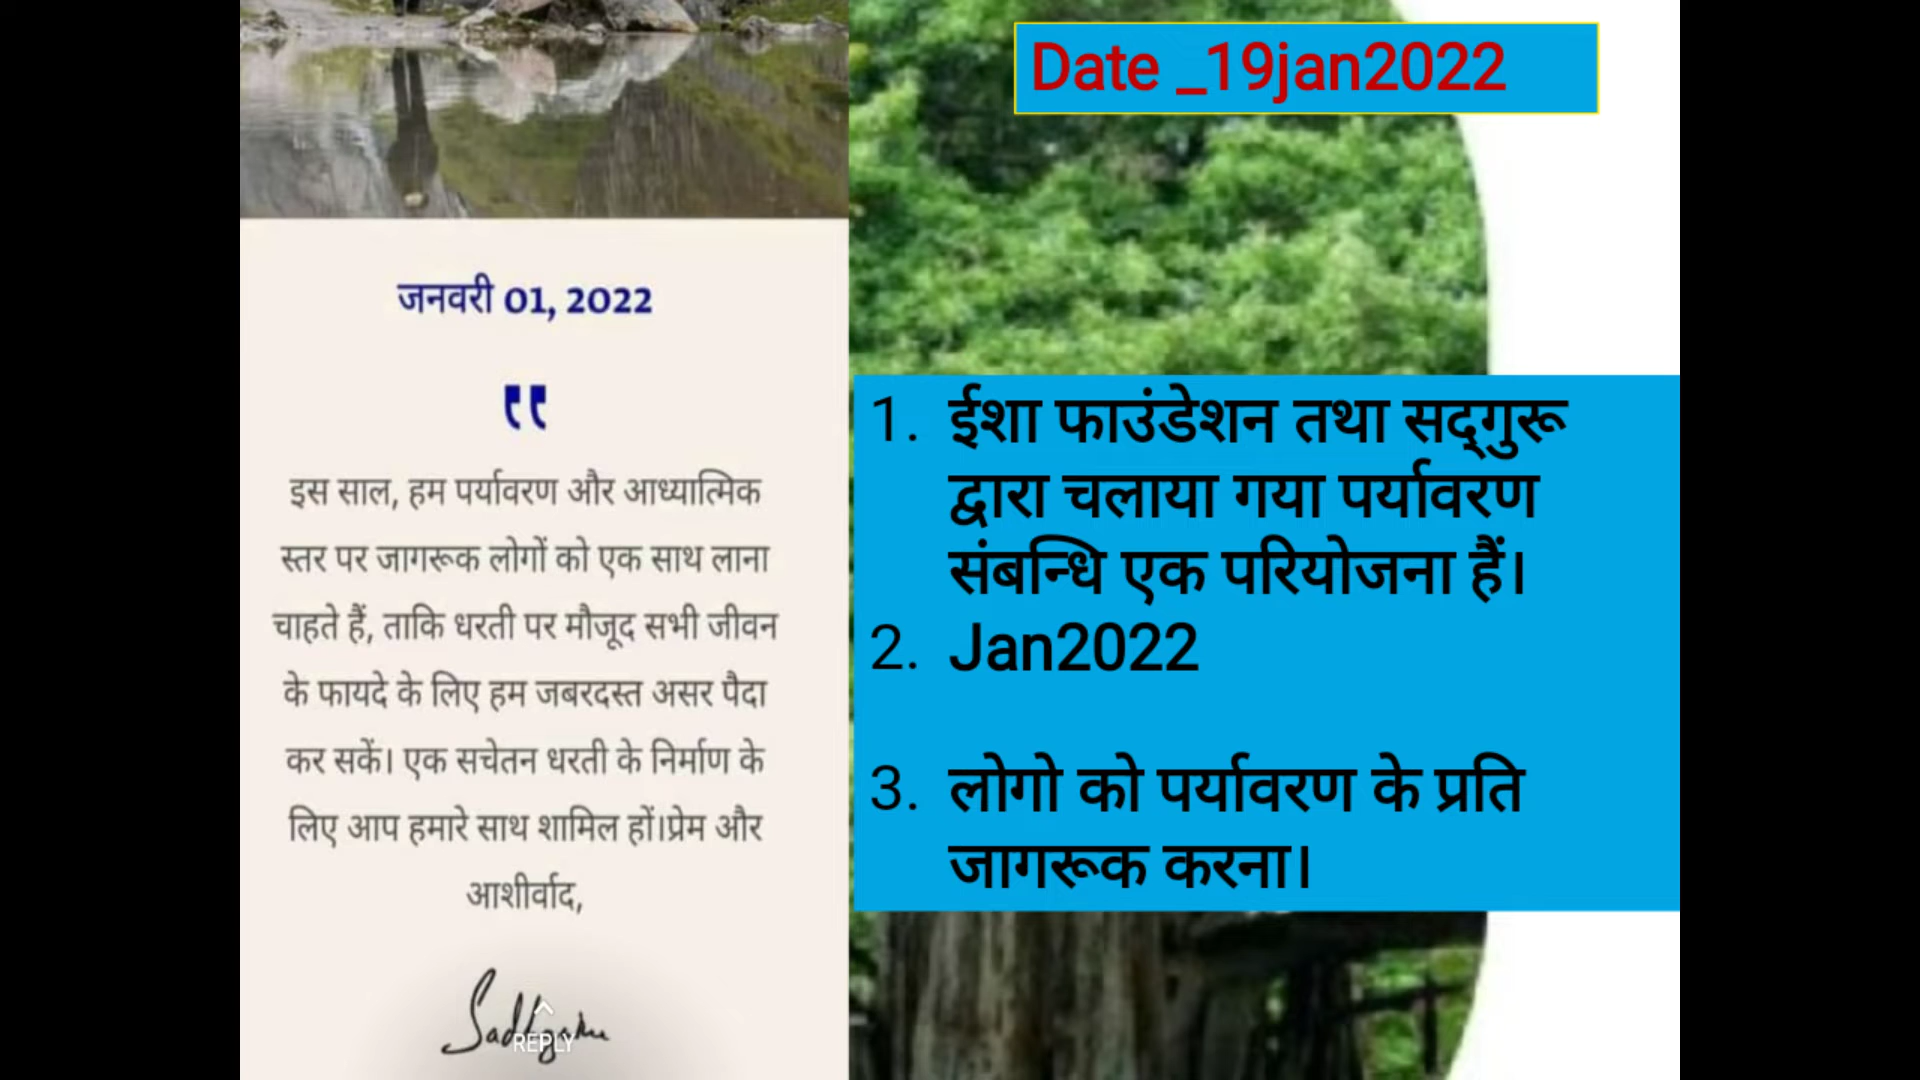 जनवरी 01, 2022
इस साल, हम पर्यावरण और आध्यात्मिक
स्तर पर जागरूक लोगों को एक साथ लाना
चाहते हैं, ताकि धरती पर मौजूद सभी जीवन
के फायदे के लिए हम जबरदस्त असर पैदा
कर सकें। एक सचेतन धरती के निर्माण के
लिए आप हमारे साथ शामिल हों।प्रेम और
आशीर्वाद,
Sadhguru
REPLY
Date _19jan2022
1. ईशा फाउंडेशन तथा सद्‌गुरू
द्वारा चलाया गया पर्यावरण
संबन्धि एक परियोजना हैं।
2. Jan2022
3. लोगो को पर्यावरण के प्रति
जागरूक करना।